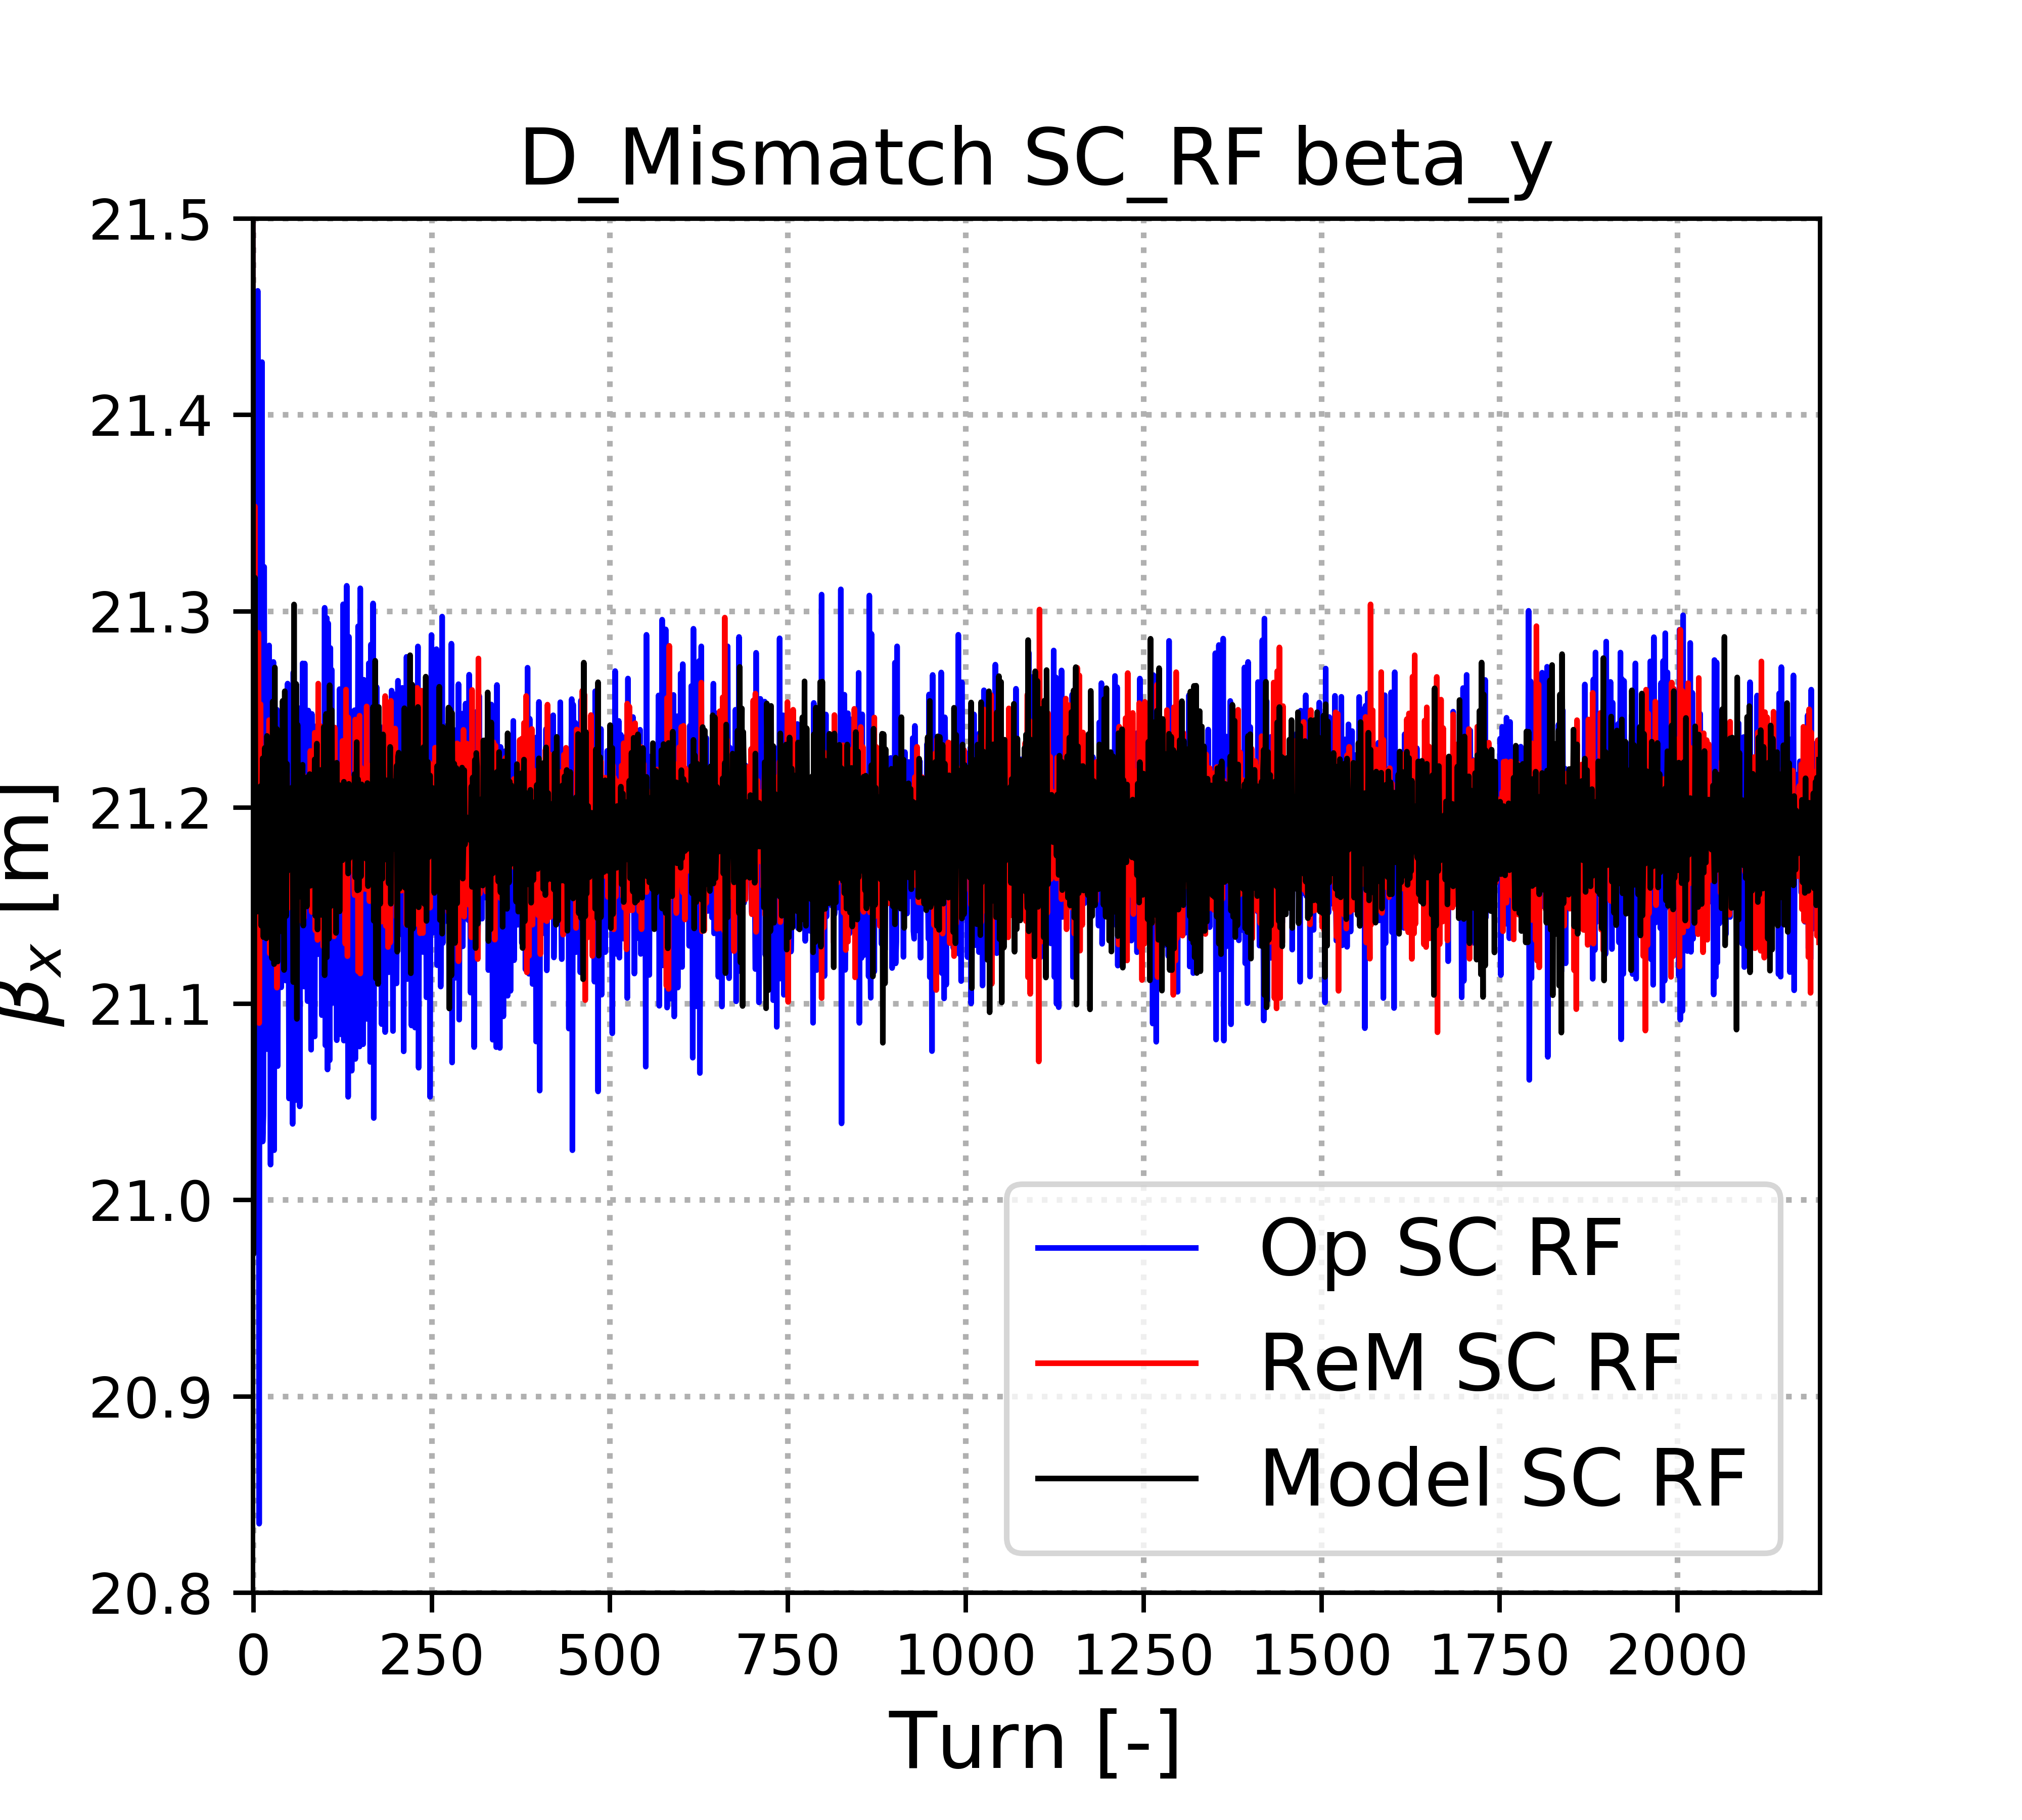 D_Mismatch SC_RF beta_y
21.5
21.4
21.3
21.2
21.1
21.0
20.9
20.8
βx [m]
0 250 500 750 1000 1250 1500 1750 2000
Turn [-]
Op SC RF
ReM SC RF
Model SC RF